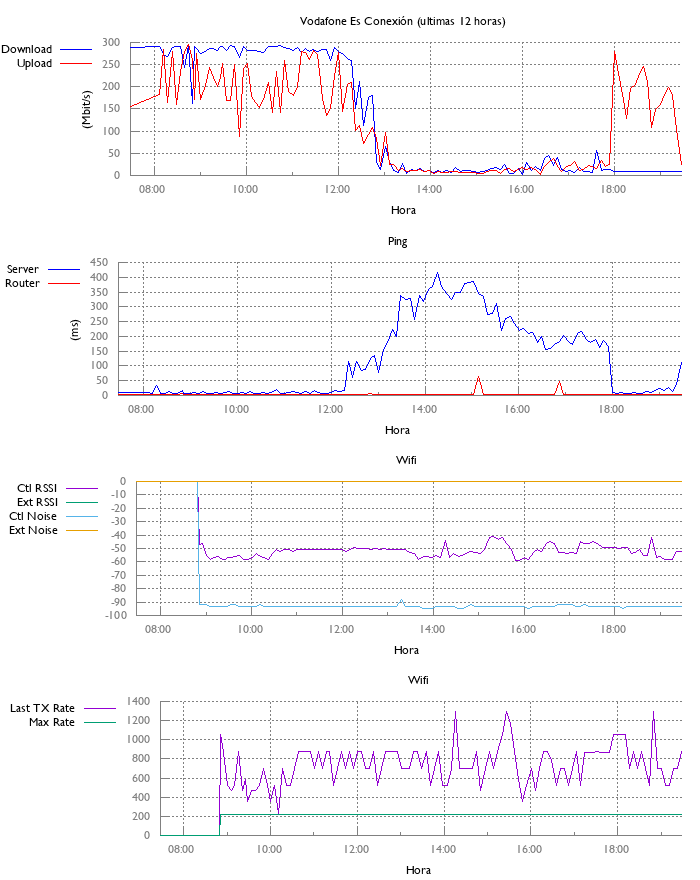 Vodafone Es Conexión (ultimas 12 horas)
Download
Upload
(Mbit/s)
300
250
200
150
100
50
0
08:00 10:00 12:00 14:00 16:00 18:00
Hora
Ping
Server
Router
(ms)
450
400
350
300
250
200
150
100
50
0
08:00 10:00 12:00 14:00 16:00 18:00
Hora
Wifi
Ctl RSSI
Ext RSSI
Ctl Noise
Ext Noise
0
-10
-20
-30
-40
-50
-60
-70
-80
-90
-100
08:00 10:00 12:00 14:00 16:00 18:00
Hora
Wifi
Last TX Rate
Max Rate
1400
1200
1000
800
600
400
200
0
08:00 10:00 12:00 14:00 16:00 18:00
Hora